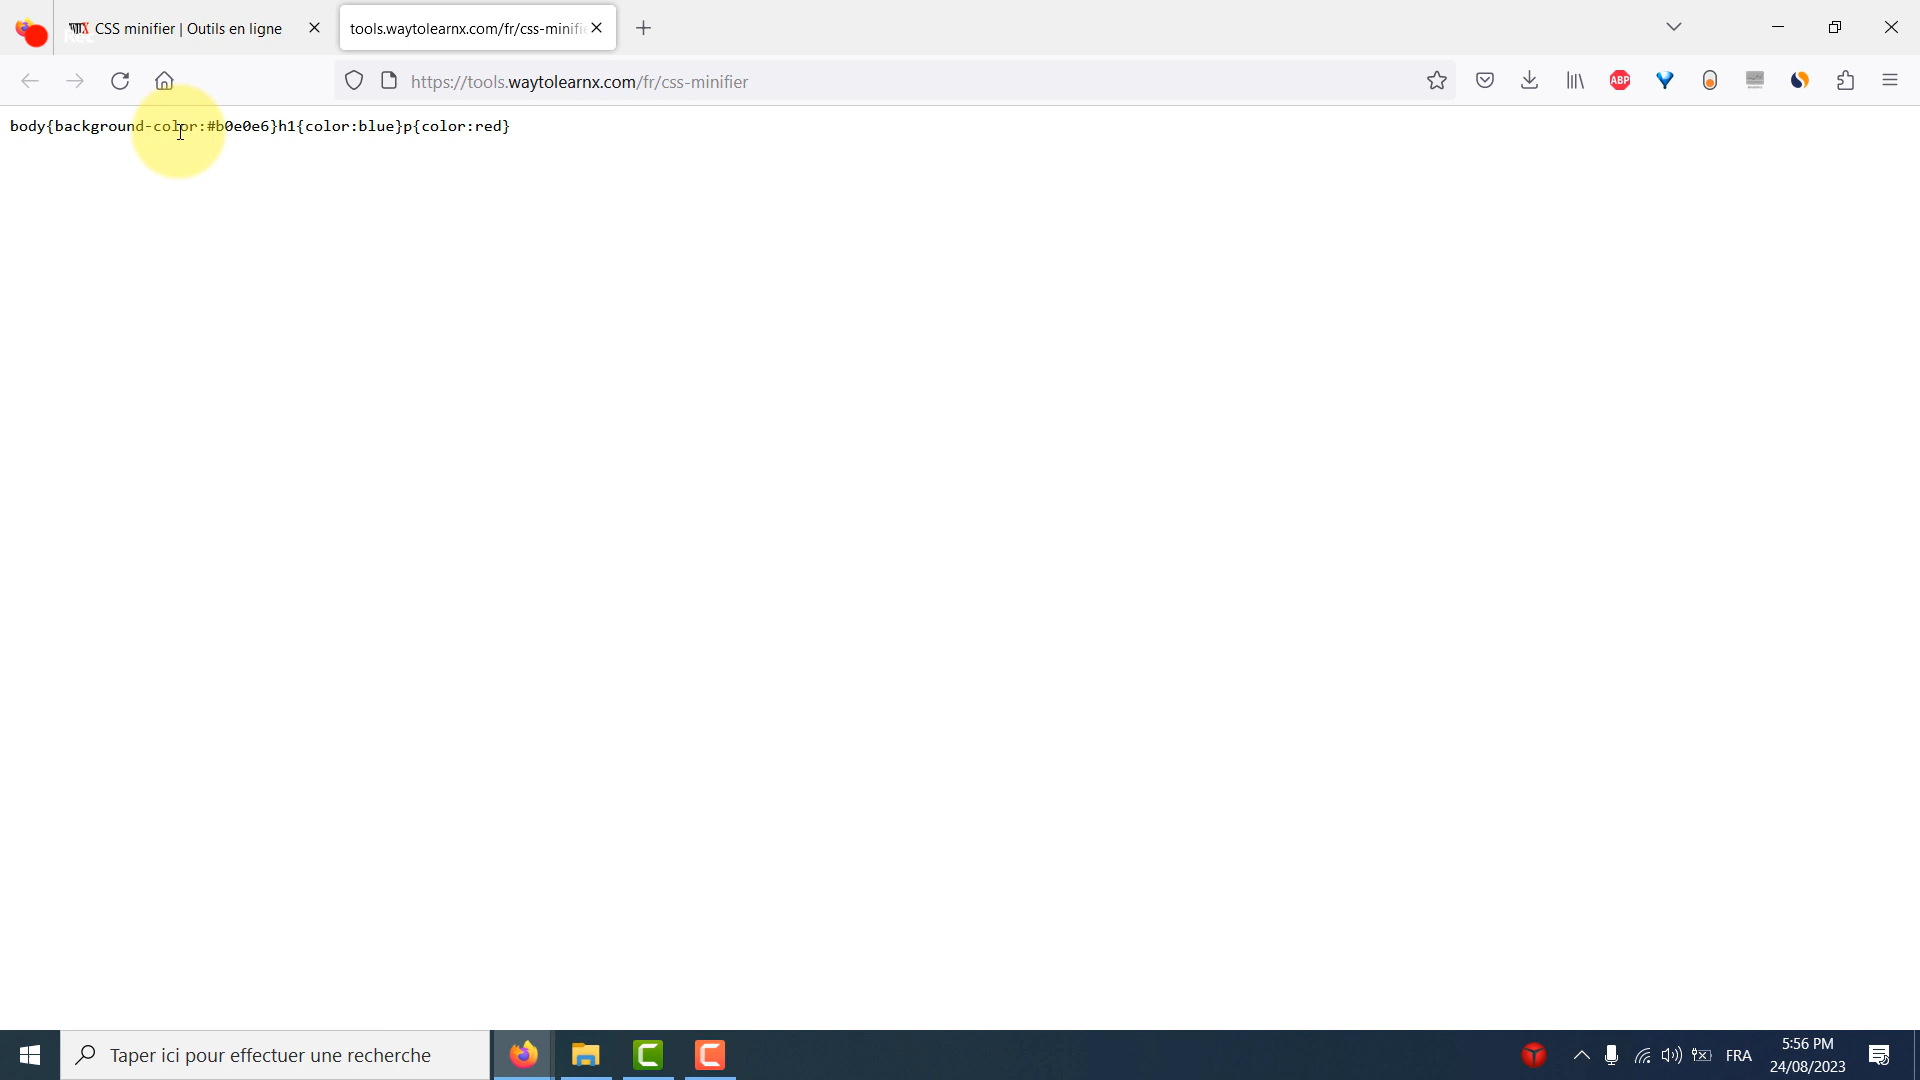 CSS minifier | Outils en ligne
tools.waytolearnx.com/fr/css-minifi
https://tools.waytolearnx.com/fr/css-minifier
ABP
body{background-color:#b0e0e6}h1{color:blue}p{color:red}
Taper ici pour effectuer une recherche
FRA
5:56 PM
24/08/2023